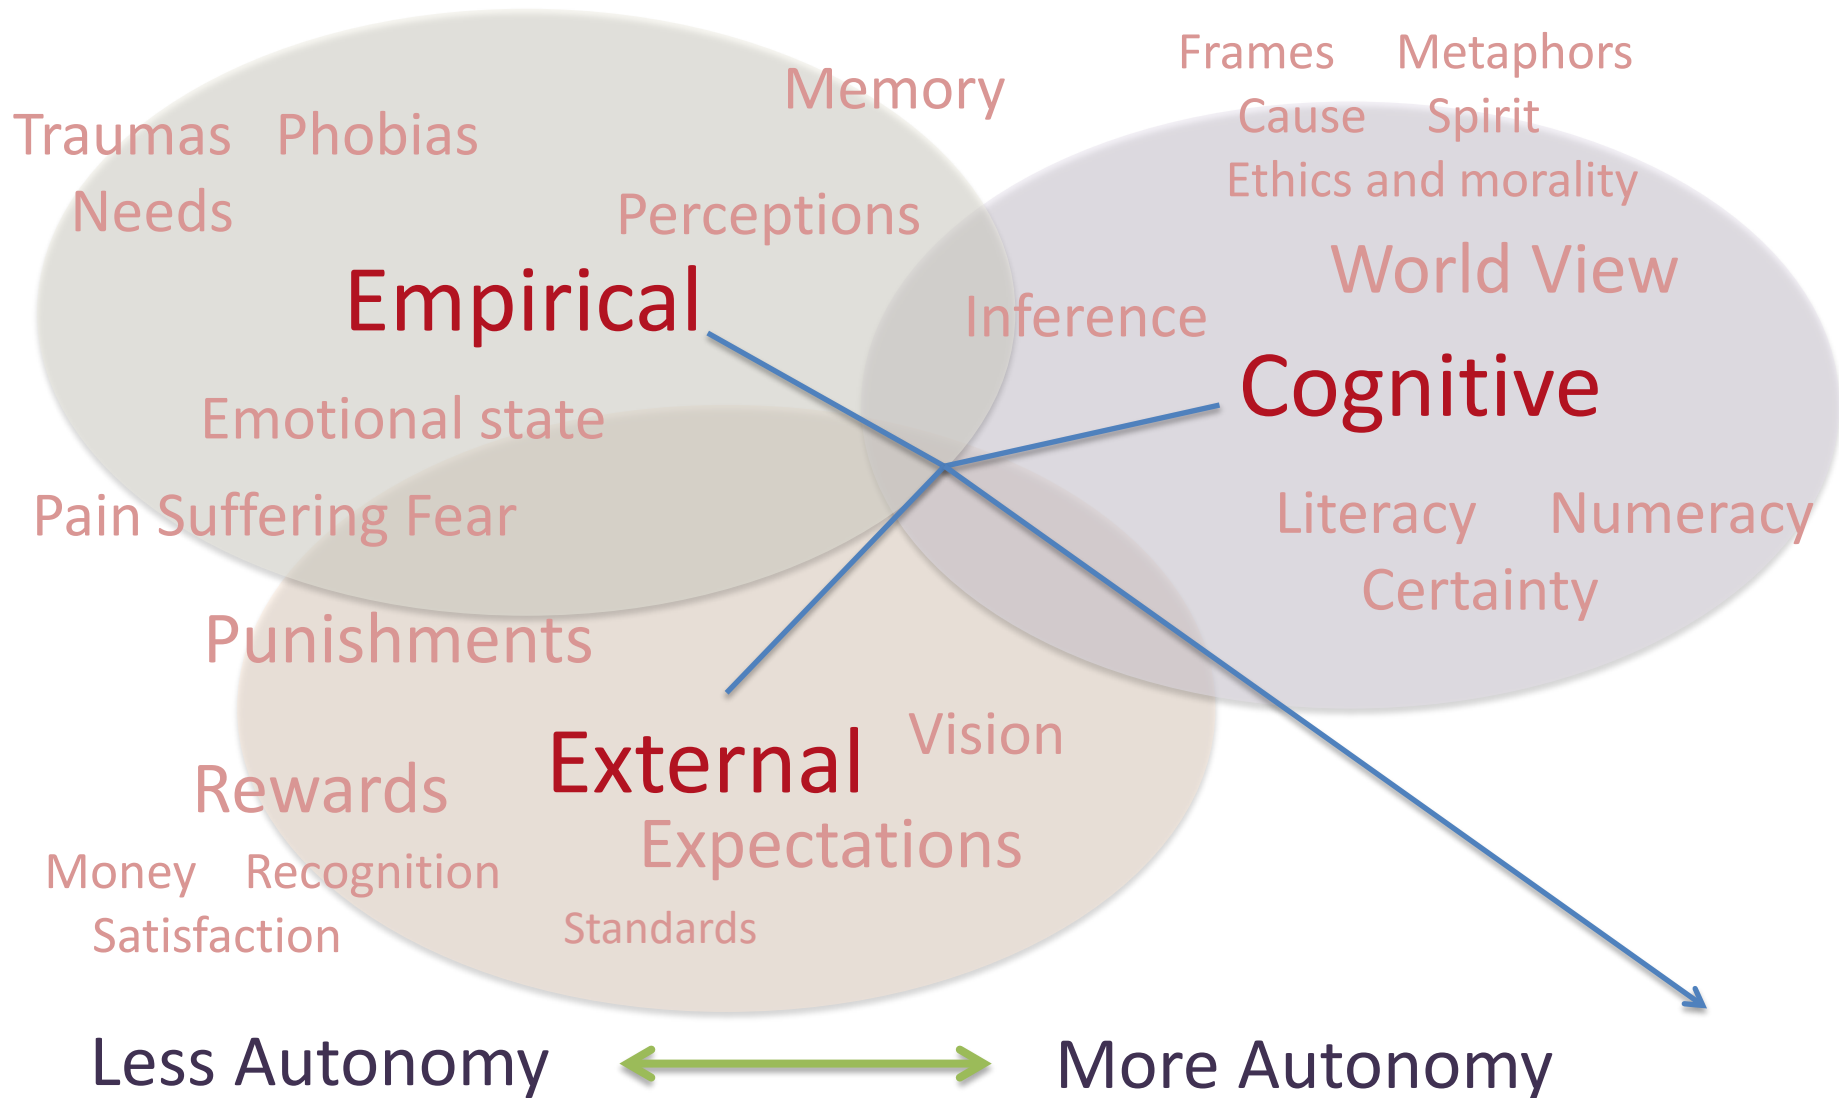 Frames Metaphors
Memory
Cause Spirit
Traumas Phobias
Ethics and morality
Needs
Perceptions
World View
Empirical
Inference
Cognitive
Emotional state
Pain Suffering Fear
Literacy Numeracy
Certainty
Punishments
Vision
External
Rewards
Expectations
Money Recognition
Standards
Satisfaction
Less Autonomy
More Autonomy